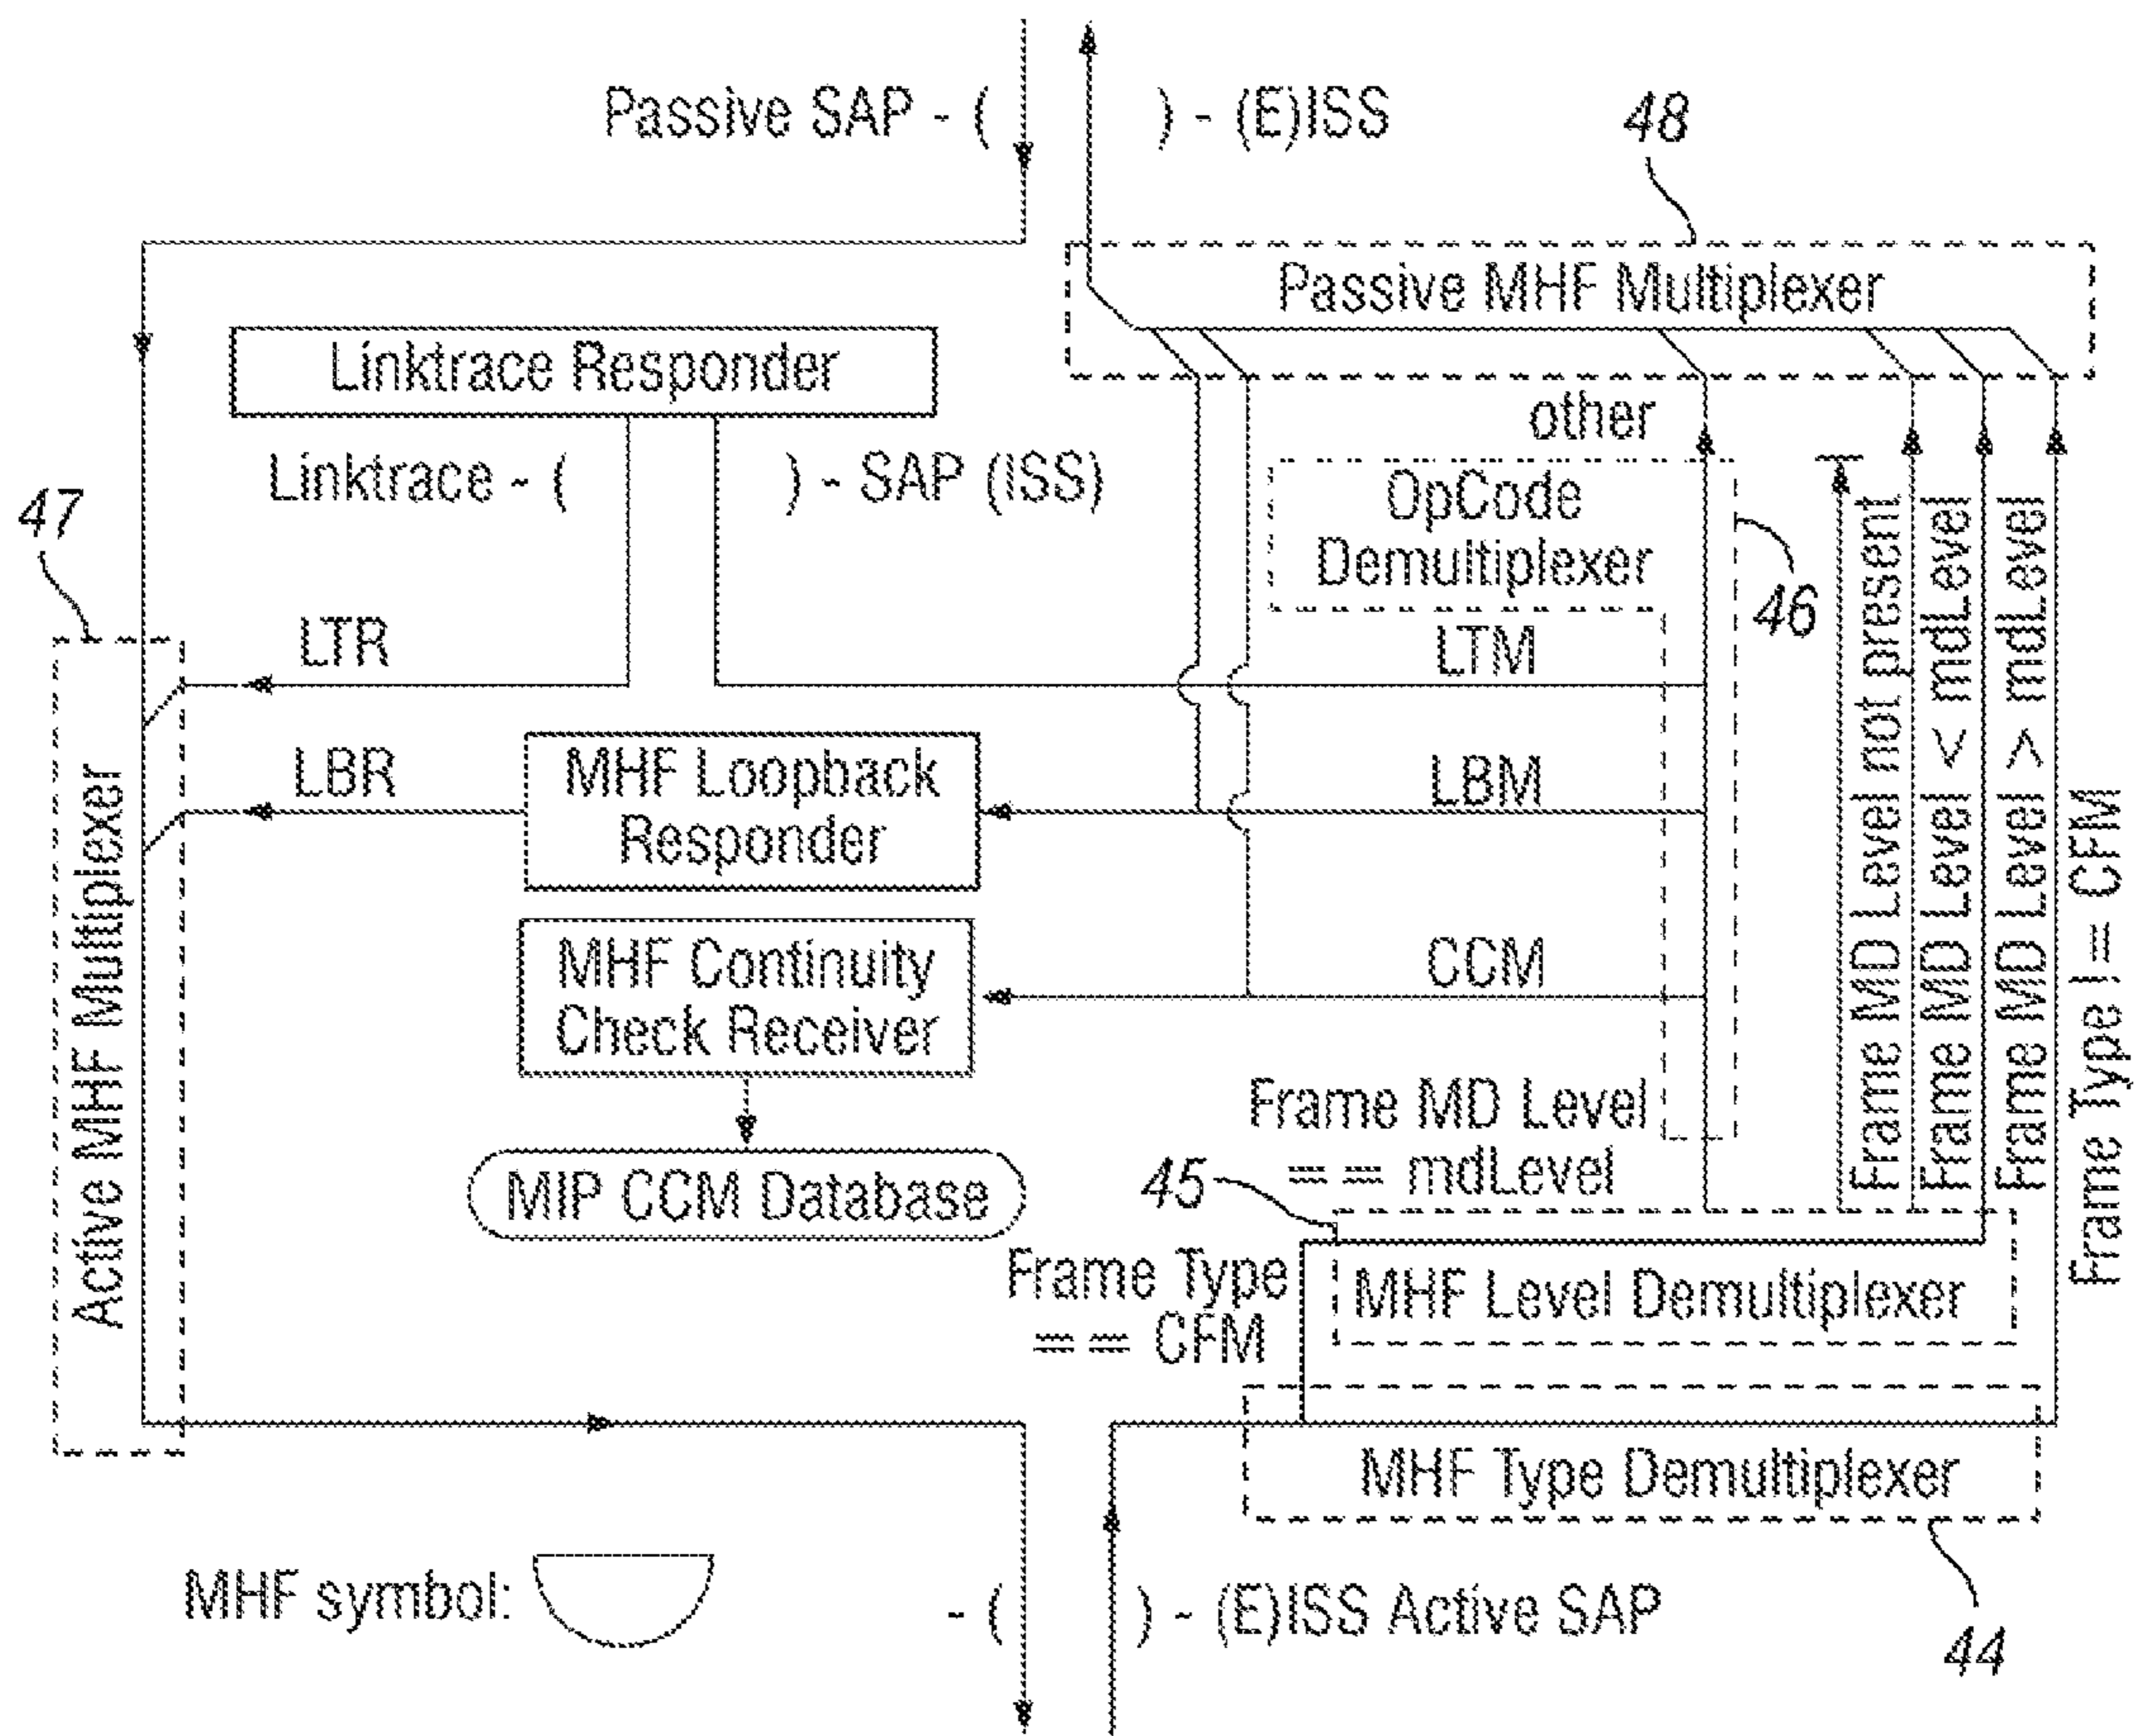 Passive SAP - ( ) - (E)ISS
48
Passive MHF Multiplexer
Linktrace Responder
other
Linktrace - ( ) - SAP (ISS)
47
OpCode
Demultiplexer
46
LTR
LTM
LBR
MHF Loopback
Responder
LBM
Active MHF Multiplexer
MHF Continuity
Check Receiver
CCM
Frame MD Level not present
Frame MD Level < mdLevel
Frame MD Level > mdLevel
Frame Type != CFM
Frame MD Level
== mdLevel
MIP CCM Database
45
Frame Type
== CFM
MHF Level Demultiplexer
MHF Type Demultiplexer
MHF symbol:
- ( ) - (E)ISS Active SAP
44